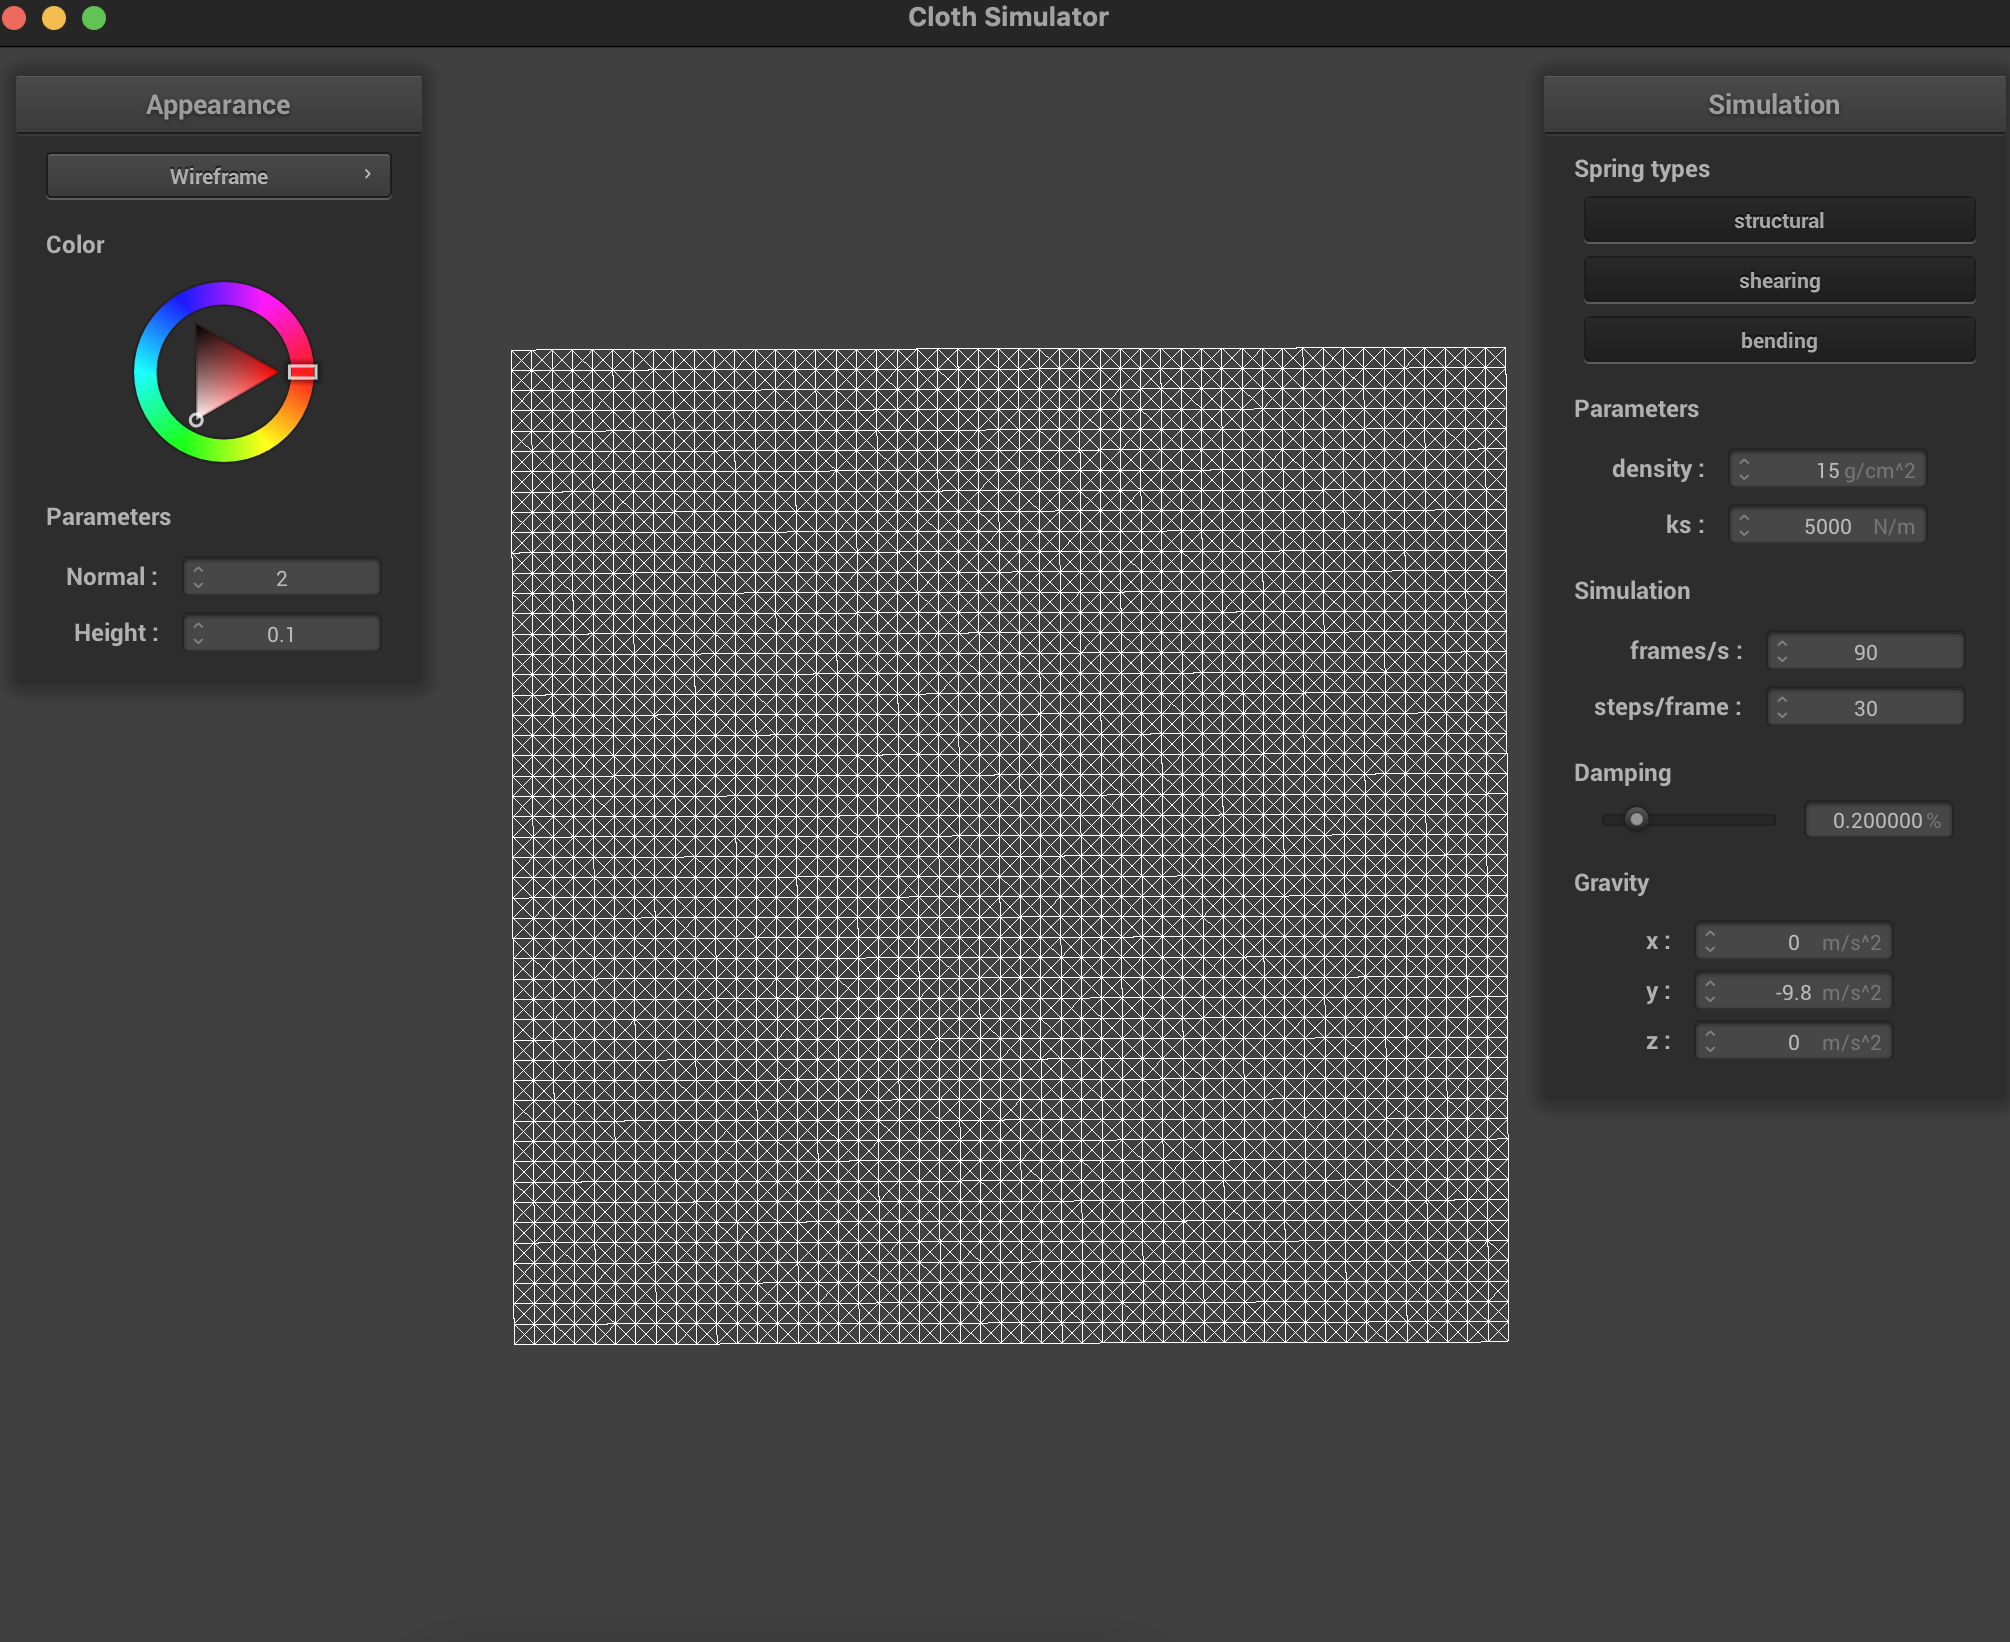 Cloth Simulator
Appearance
Wireframe
Color
Parameters
Normal : 2
Height : 0.1
Simulation
Spring types
structural
shearing
bending
Parameters
density : 15 g/cm^2
ks : 5000 N/m
Simulation
frames/s : 90
steps/frame : 30
Damping
0.200000 %
Gravity
x : 0 m/s^2
y : -9.8 m/s^2
z : 0 m/s^2